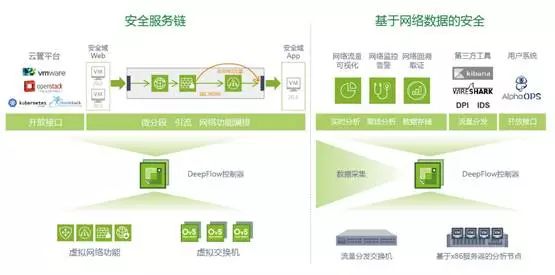 安全服务链
云管平台
vmware
openstack
kubernetes
安全域
Web
VM
安全域
App
VM
开放接口
微分段 引流 网络功能编排
DeepFlow控制器
虚拟网络功能
OvS
OvS
OvS
虚拟交换机
基于网络数据的安全
网络流量
可视化
网络监控
告警
网络回溯
取证
第三方工具
kibana
WIRESHARK
DPI IDS
用户系统
AlphaOPS
实时分析
数据存储
流量分发
开放接口
数据采集
DeepFlow控制器
流量分发交换机
基于x86服务器的分析节点